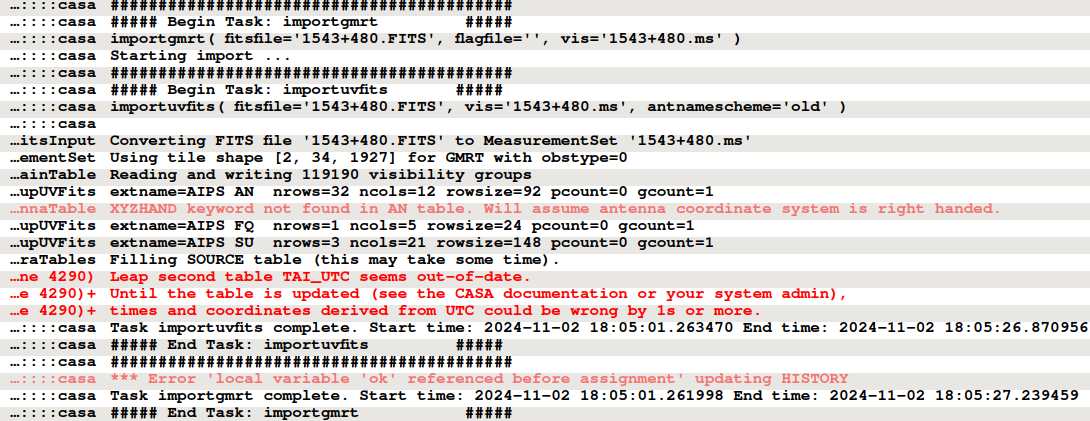 …::::casa ##########################################
…::::casa ##### Begin Task: importgmrt #####
…::::casa importgmrt( fitsfile='1543+480.FITS', flagfile='', vis='1543+480.ms' )
…::::casa Starting import ...
…::::casa ##########################################
…::::casa ##### Begin Task: importuvfits #####
…::::casa importuvfits( fitsfile='1543+480.FITS', vis='1543+480.ms', antnamescheme='old' )
…::::casa
…itsInput Converting FITS file '1543+480.FITS' to MeasurementSet '1543+480.ms'
…ementSet Using tile shape [2, 34, 1927] for GMRT with obstype=0
…ainTable Reading and writing 119190 visibility groups
…upUVFits extname=AIPS AN nrows=32 ncols=12 rowsize=92 pcount=0 gcount=1
…nnaTable XYZHAND keyword not found in AN table. Will assume antenna coordinate system is right handed.
…upUVFits extname=AIPS FQ nrows=1 ncols=5 rowsize=24 pcount=0 gcount=1
…upUVFits extname=AIPS SU nrows=3 ncols=21 rowsize=148 pcount=0 gcount=1
…raTables Filling SOURCE table (this may take some time).
…ne 4290) Leap second table TAI_UTC seems out-of-date.
…e 4290)+ Until the table is updated (see the CASA documentation or your system admin),
…e 4290)+ times and coordinates derived from UTC could be wrong by 1s or more.
…::::casa Task importuvfits complete. Start time: 2024-11-02 18:05:01.263470 End time: 2024-11-02 18:05:26.870956
…::::casa ##### End Task: importuvfits #####
…::::casa ##########################################
…::::casa *** Error 'local variable 'ok' referenced before assignment' updating HISTORY
…::::casa Task importgmrt complete. Start time: 2024-11-02 18:05:01.261998 End time: 2024-11-02 18:05:27.239459
…::::casa ##### End Task: importgmrt #####